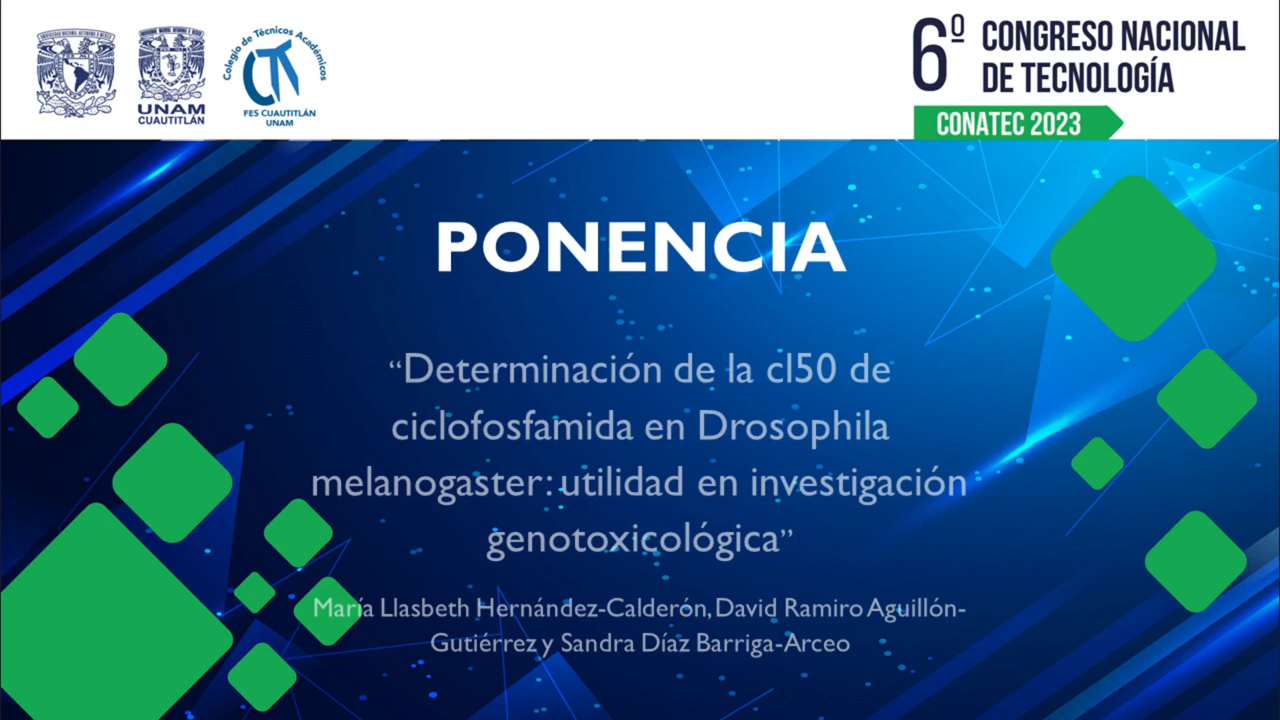 Colegio de Técnicos Académicos
UNAM
CUAUTITLÁN
FES CUAUTITLÁN
UNAM
6º CONGRESO NACIONAL
DE TECNOLOGÍA
CONATEC 2023
PONENCIA
“Determinación de la cl50 de
ciclofosfamida en Drosophila
melanogaster: utilidad en investigación
genotoxicológica”
María Llasbeth Hernández-Calderón, David Ramiro Aguillón-
Gutiérrez y Sandra Díaz Barriga-Arceo